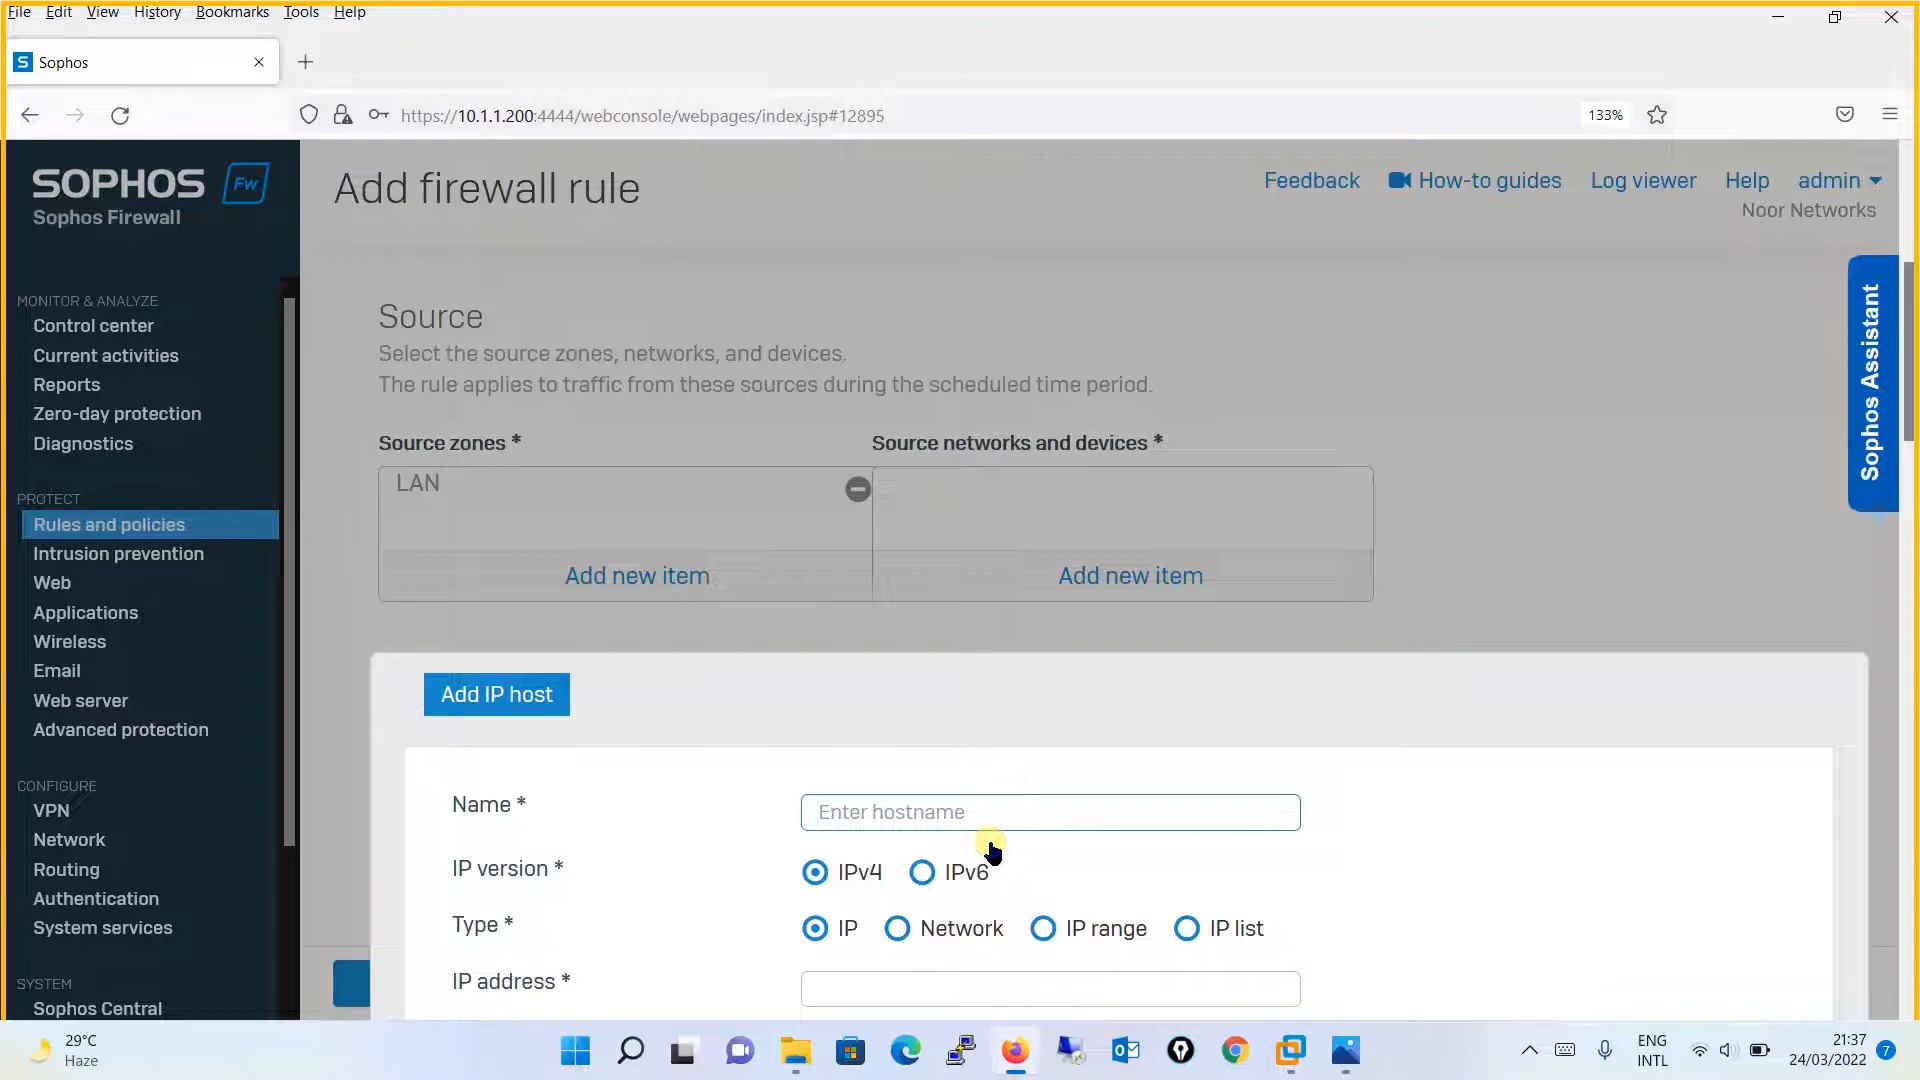 File Edit View History Bookmarks Tools Help
S Sophos
https://10.1.1.200:4444/webconsole/webpages/index.jsp#12895
133%
SOPHOS Fw
Sophos Firewall
Add firewall rule
Feedback How-to guides Log viewer Help admin
Noor Networks
MONITOR & ANALYZE
Control center
Current activities
Reports
Zero-day protection
Diagnostics
PROTECT
Rules and policies
Intrusion prevention
Web
Applications
Wireless
Email
Web server
Advanced protection
CONFIGURE
VPN
Network
Routing
Authentication
System services
SYSTEM
Sophos Central
Source
Select the source zones, networks, and devices.
The rule applies to traffic from these sources during the scheduled time period.
Source zones * Source networks and devices *
LAN
Add new item Add new item
Sophos Assistant
Add IP host
Name * Enter hostname
IP version * IPv4 IPv6
Type * IP Network IP range IP list
IP address *
29°C
Haze
ENG
INTL
21:37
24/03/2022
7